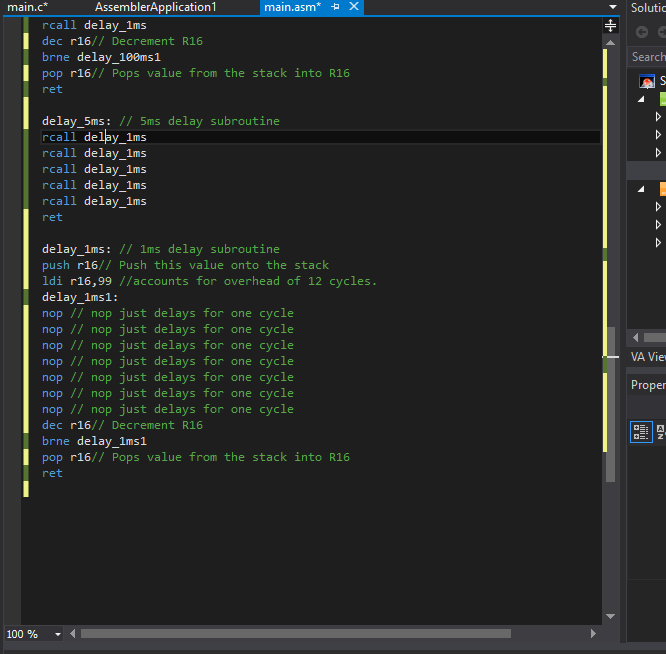 main.c*
AssemblerApplication1
main.asm*
rcall delay_1ms
dec r16// Decrement R16
brne delay_100ms1
pop r16// Pops value from the stack into R16
ret
delay_5ms: // 5ms delay subroutine
rcall delay_1ms
rcall delay_1ms
rcall delay_1ms
rcall delay_1ms
rcall delay_1ms
ret
delay_1ms: // 1ms delay subroutine
push r16// Push this value onto the stack
ldi r16,99 //accounts for overhead of 12 cycles.
delay_1ms1:
nop // nop just delays for one cycle
nop // nop just delays for one cycle
nop // nop just delays for one cycle
nop // nop just delays for one cycle
nop // nop just delays for one cycle
nop // nop just delays for one cycle
nop // nop just delays for one cycle
dec r16// Decrement R16
brne delay_1ms1
pop r16// Pops value from the stack into R16
ret
100 %
Solutio
Search
S
VA Viev
Proper